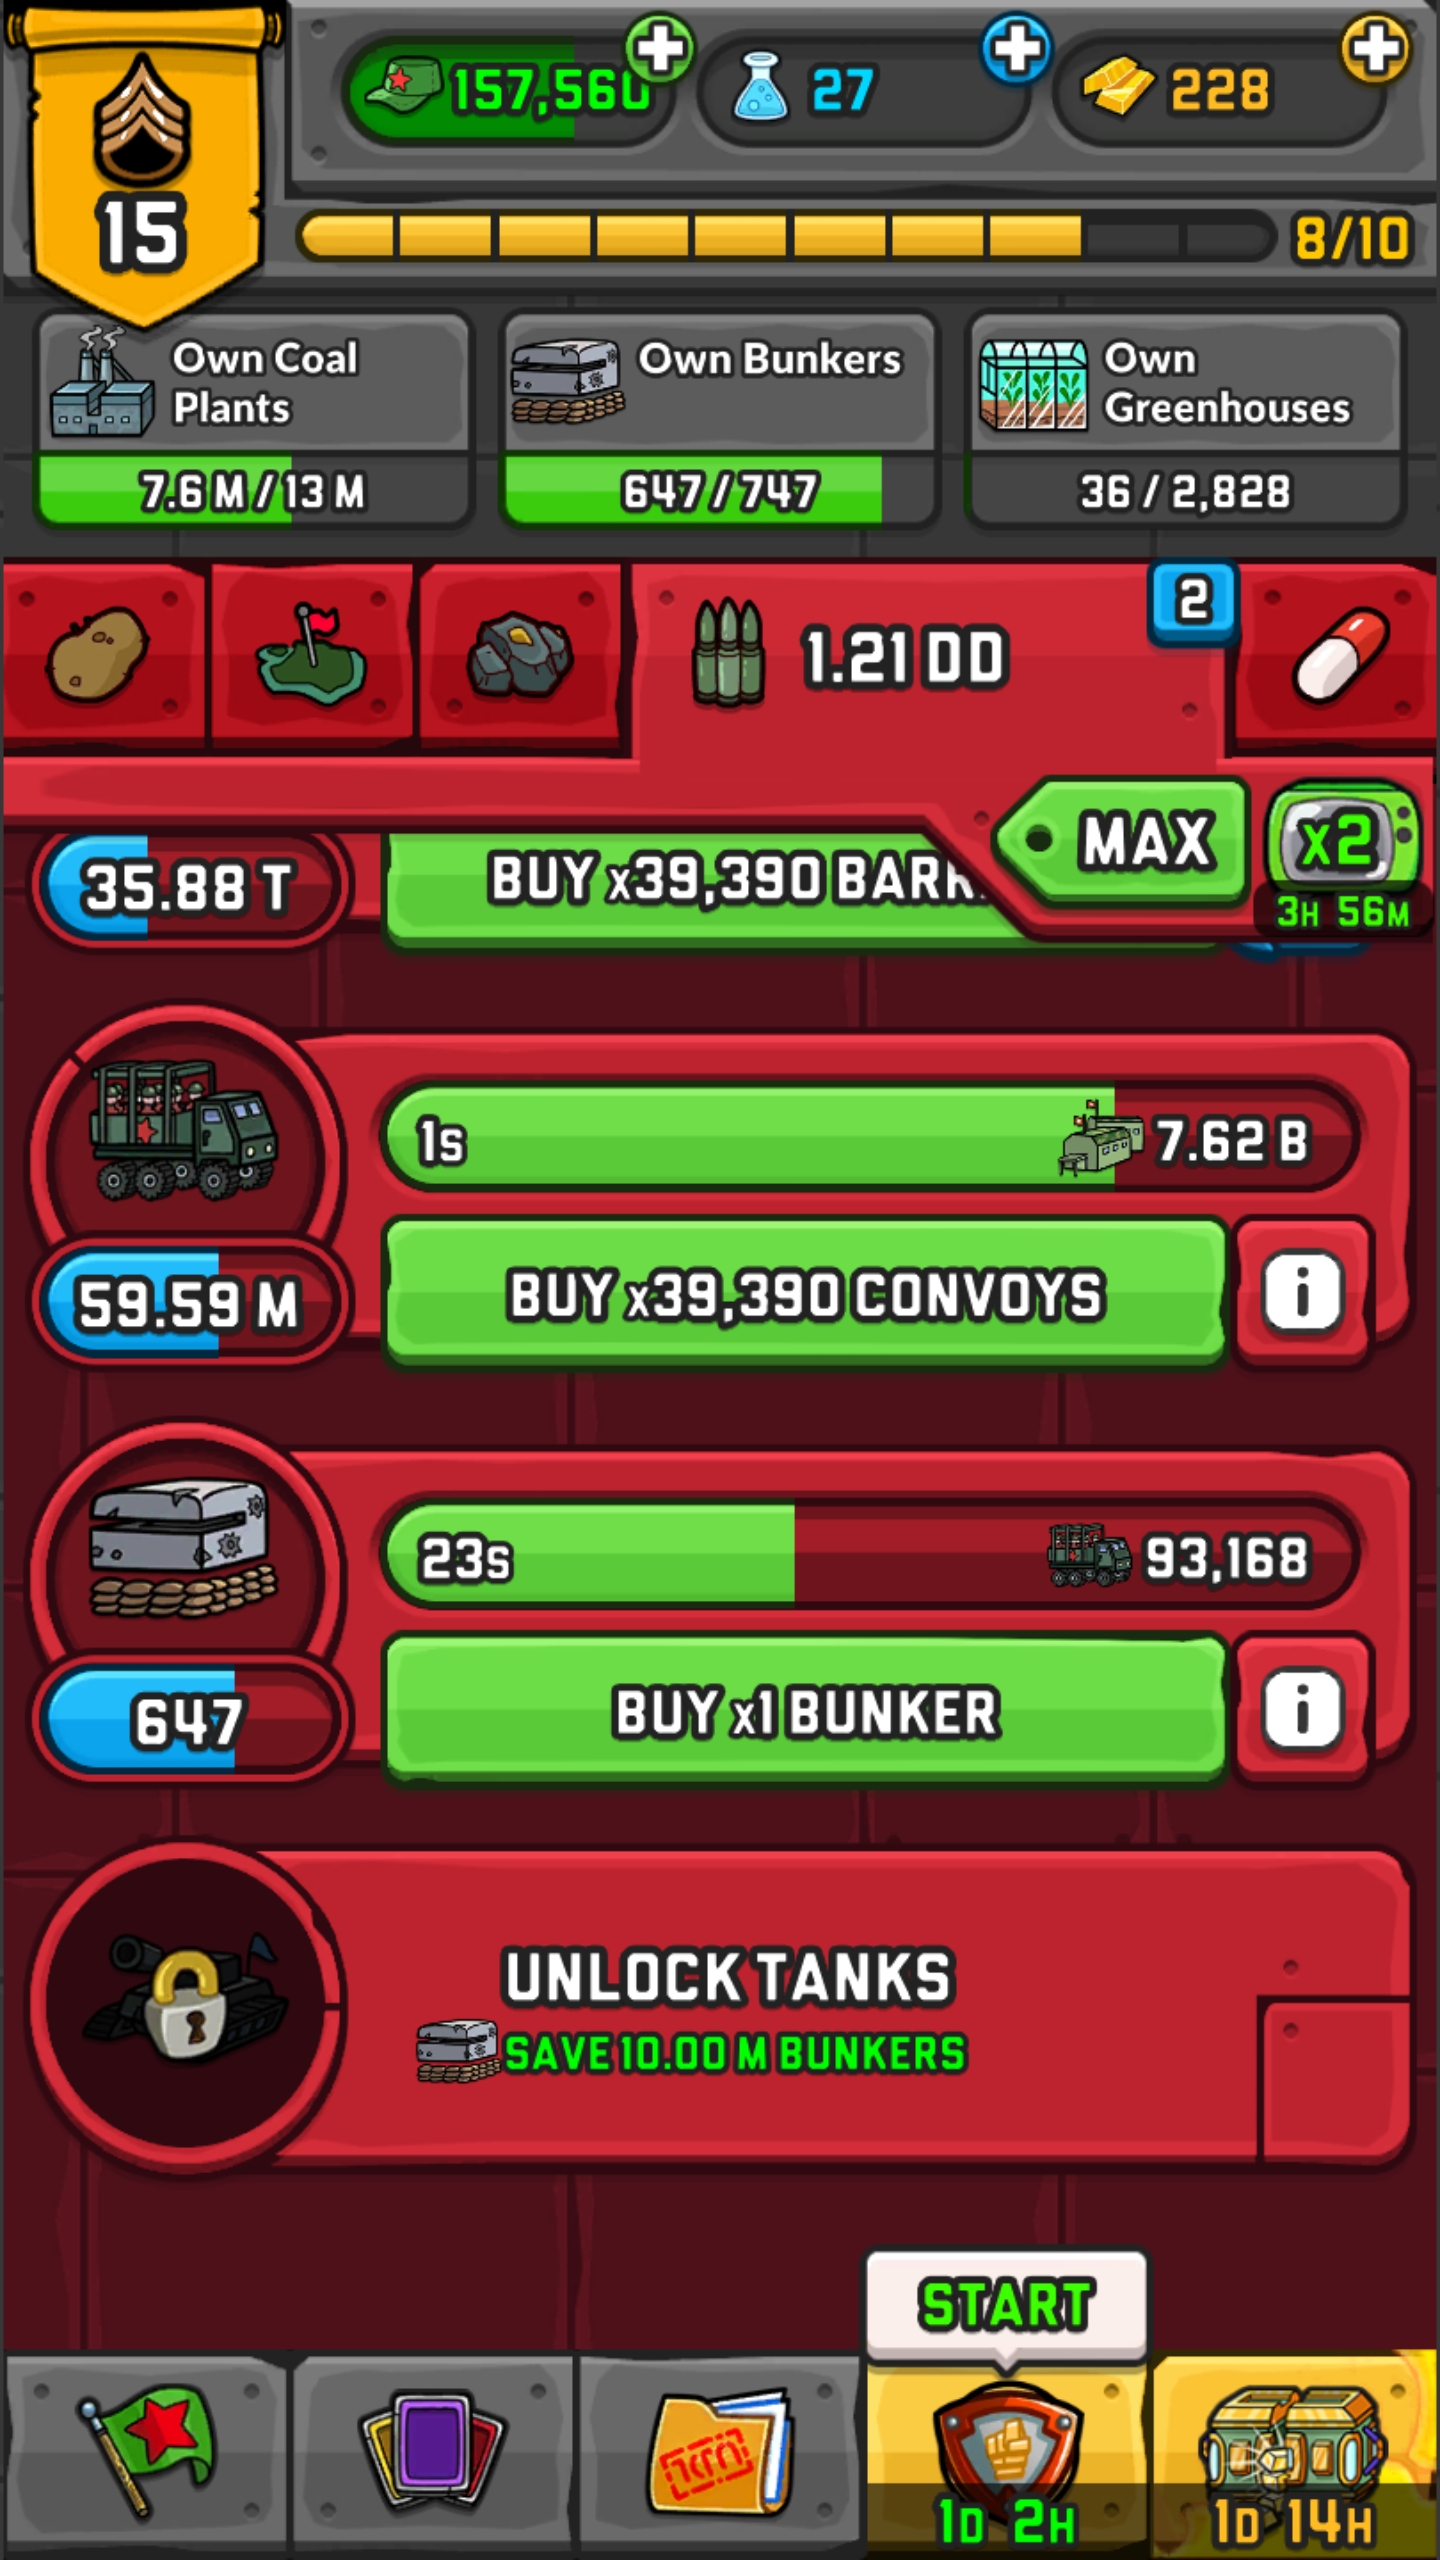 157,560
27
228
15
8/10
Own Coal
Plants
Own Bunkers
Own
Greenhouses
7.6 M / 13 M
647 / 747
36 / 2,828
1.21 DD
2
MAX
x2
3H 56M
35.88 T
BUY x39,390
1s
7.62 B
59.59 M
BUY x39,390 CONVOYS
i
23s
93,168
647
BUY x1 BUNKER
i
UNLOCK TANKS
SAVE 10.00 M BUNKERS
START
1D 2H
1D 14H